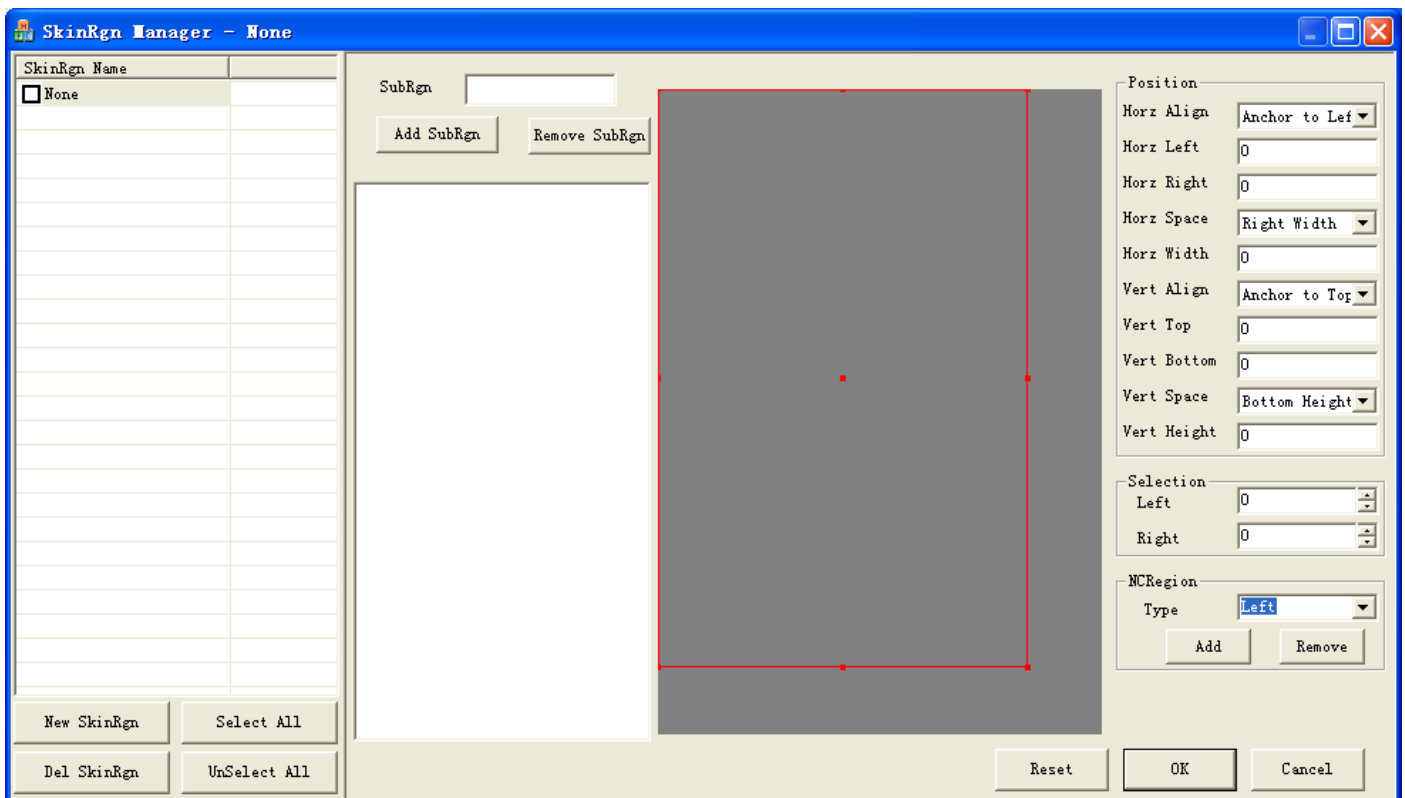 SkinRgn Manager - None
SkinRgn Name
None
New SkinRgn
Select All
Del SkinRgn
UnSelect All
SubRgn
Add SubRgn
Remove SubRgn
Position
Horz Align
Anchor to Lef
Horz Left
0
Horz Right
0
Horz Space
Right Width
Horz Width
0
Vert Align
Anchor to Top
Vert Top
0
Vert Bottom
0
Vert Space
Bottom Height
Vert Height
0
Selection
Left
0
Right
0
NCRegion
Type
Left
Add
Remove
Reset
OK
Cancel